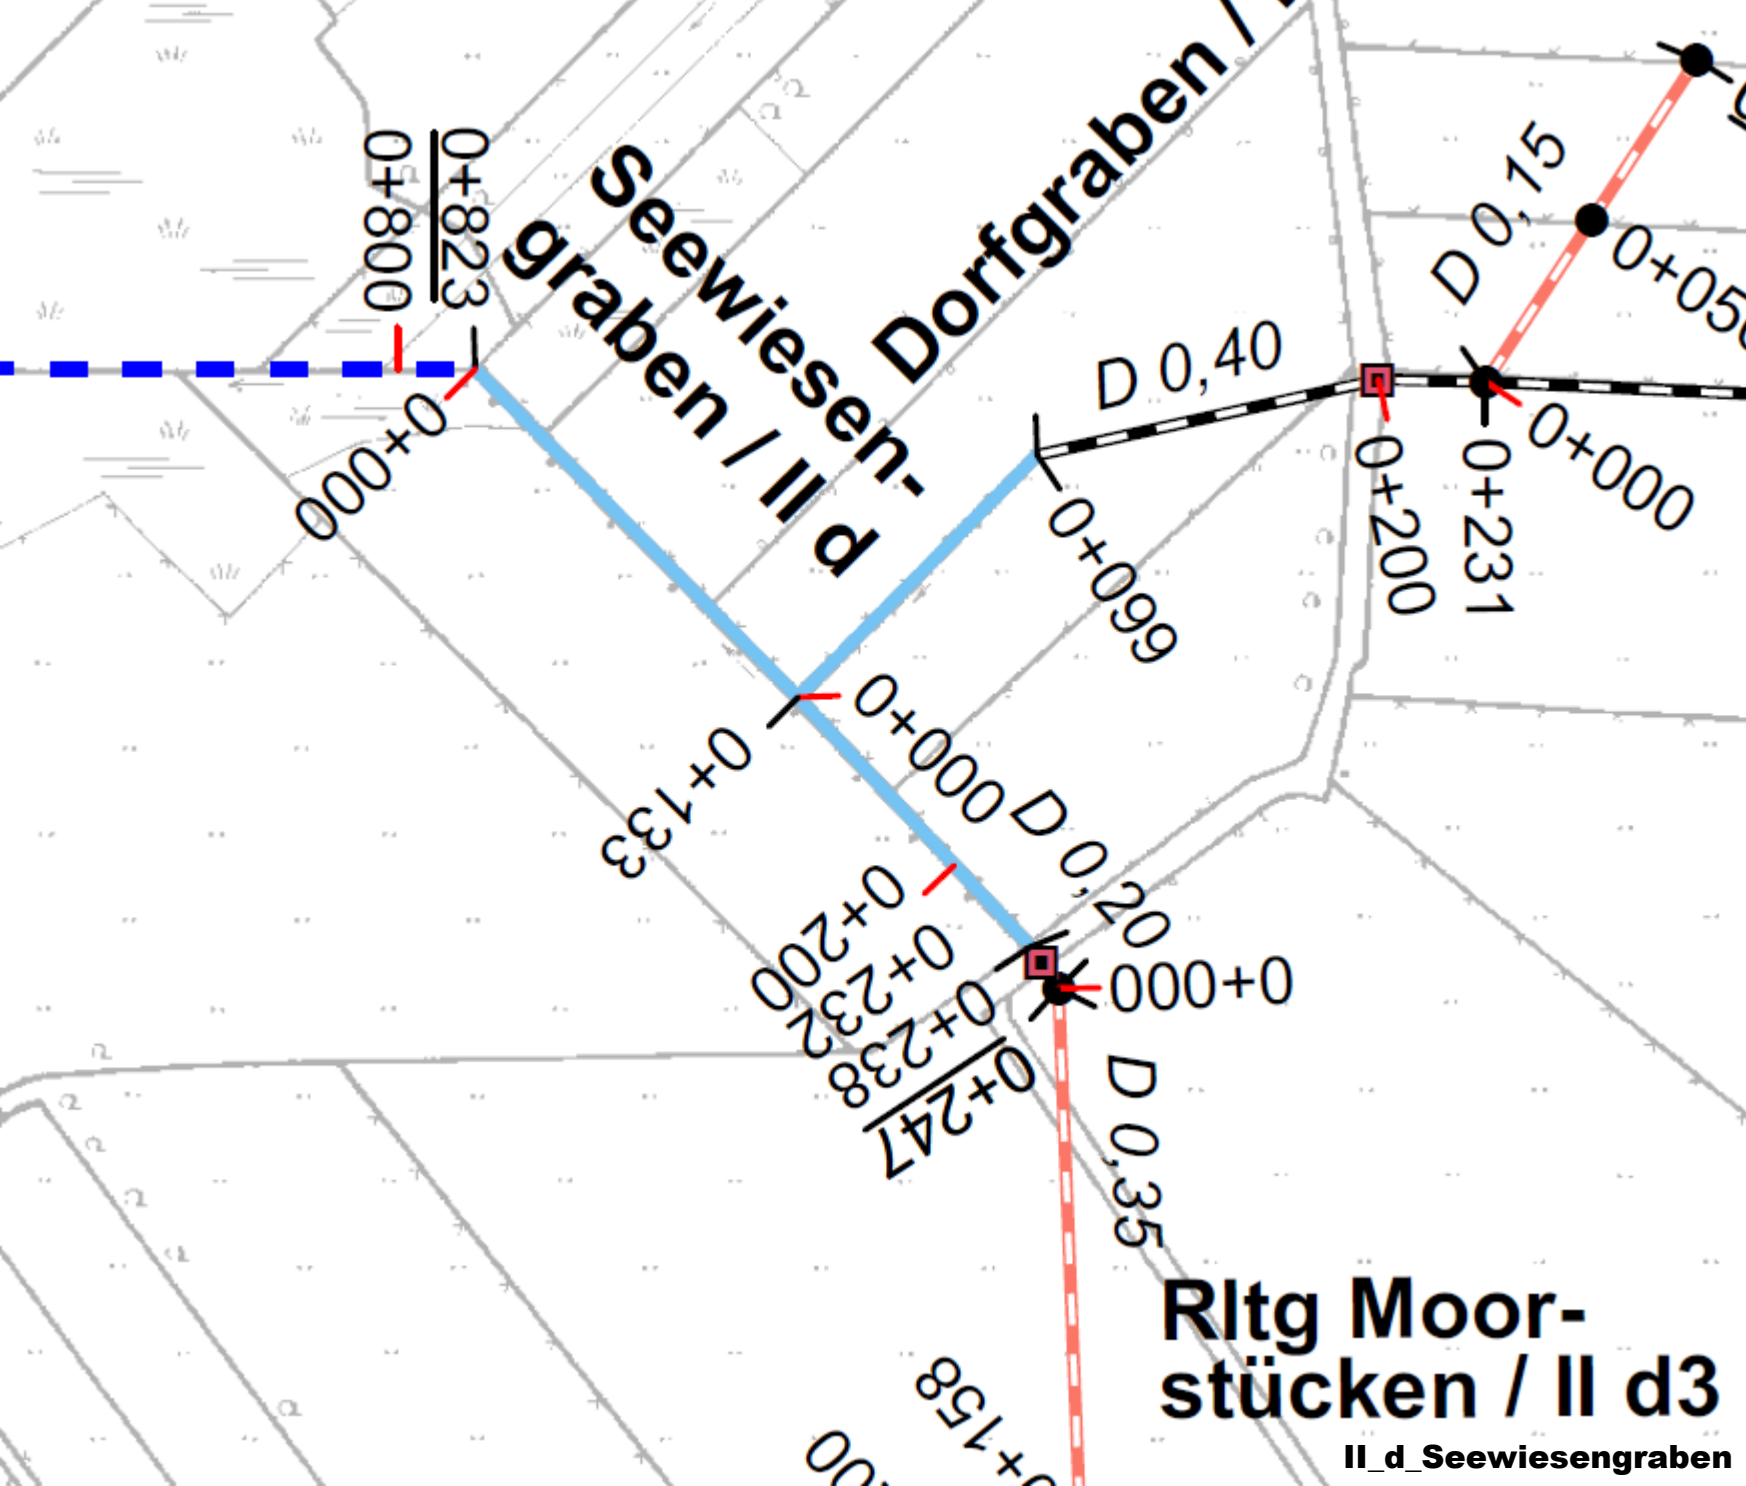 0+800
0+823
Seewiesen-
graben / II d
Dorfgraben /
D 0,15
0+050
D 0,40
0+000
0+000
0+200
0+231
0+099
0+000
0+133
D 0,20
0+200
0+232
0+238
0+247
0+000
D 0,35
Rltg Moor-
stücken / II d3
0+158
II_d_Seewiesengraben